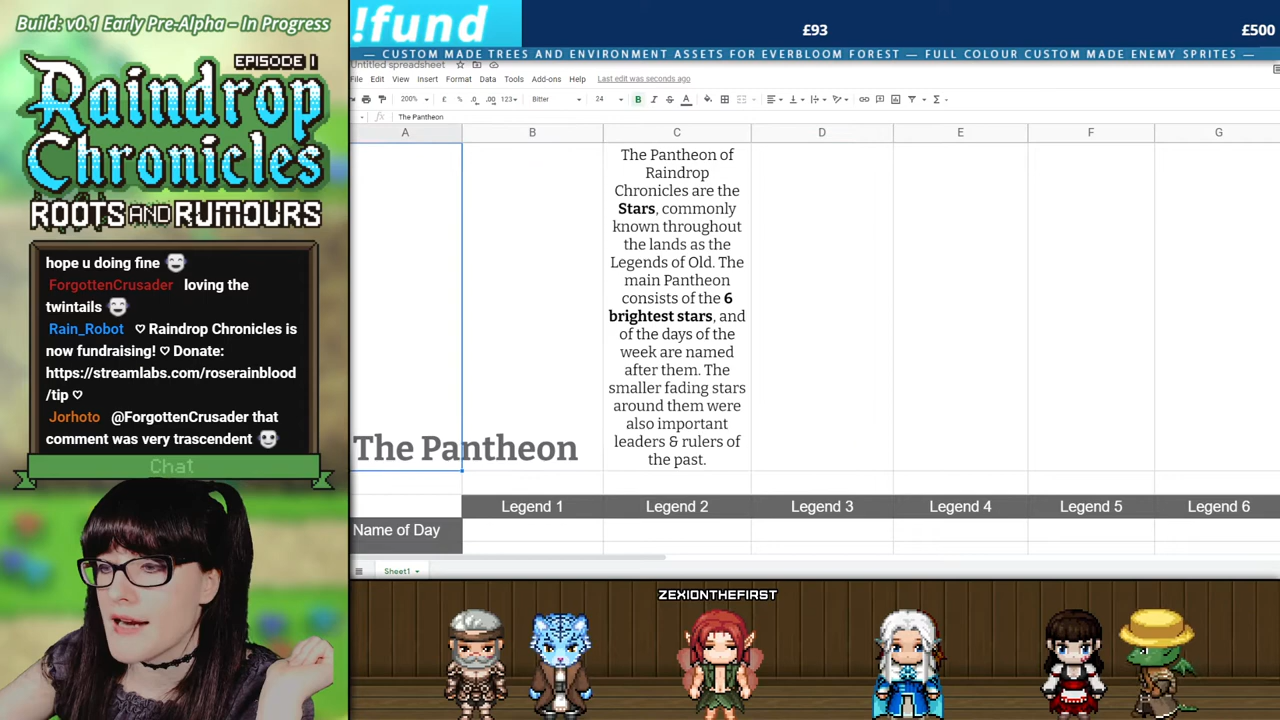 Build: v0.1 Early Pre-Alpha – In Progress
EPISODE 1
Raindrop
Chronicles
ROOTS AND RUMOURS
hope u doing fine
ForgottenCrusader loving the
twintails
Rain_Robot ♡ Raindrop Chronicles is
now fundraising! ♡ Donate:
https://streamlabs.com/roserainblood
/tip ♡
Jorhoto @ForgottenCrusader that
comment was very trascendent
Chat
!fund
£93
£500
— CUSTOM MADE TREES AND ENVIRONMENT ASSETS FOR EVERBLOOM FOREST — FULL COLOUR CUSTOM MADE ENEMY SPRITES —
Untitled spreadsheet
File Edit View Insert Format Data Tools Add-ons Help Last edit was seconds ago
200% £ % .0 .00 123 Bitter 24 B I S A
fx The Pantheon
A B C D E F G
The Pantheon of
Raindrop
Chronicles are the
Stars, commonly
known throughout
the lands as the
Legends of Old. The
main Pantheon
consists of the 6
brightest stars, and
of the days of the
week are named
after them. The
smaller fading stars
around them were
also important
leaders & rulers of
the past.
The Pantheon
Legend 1 Legend 2 Legend 3 Legend 4 Legend 5 Legend 6
Name of Day
Sheet1
ZEXIONTHEFIRST